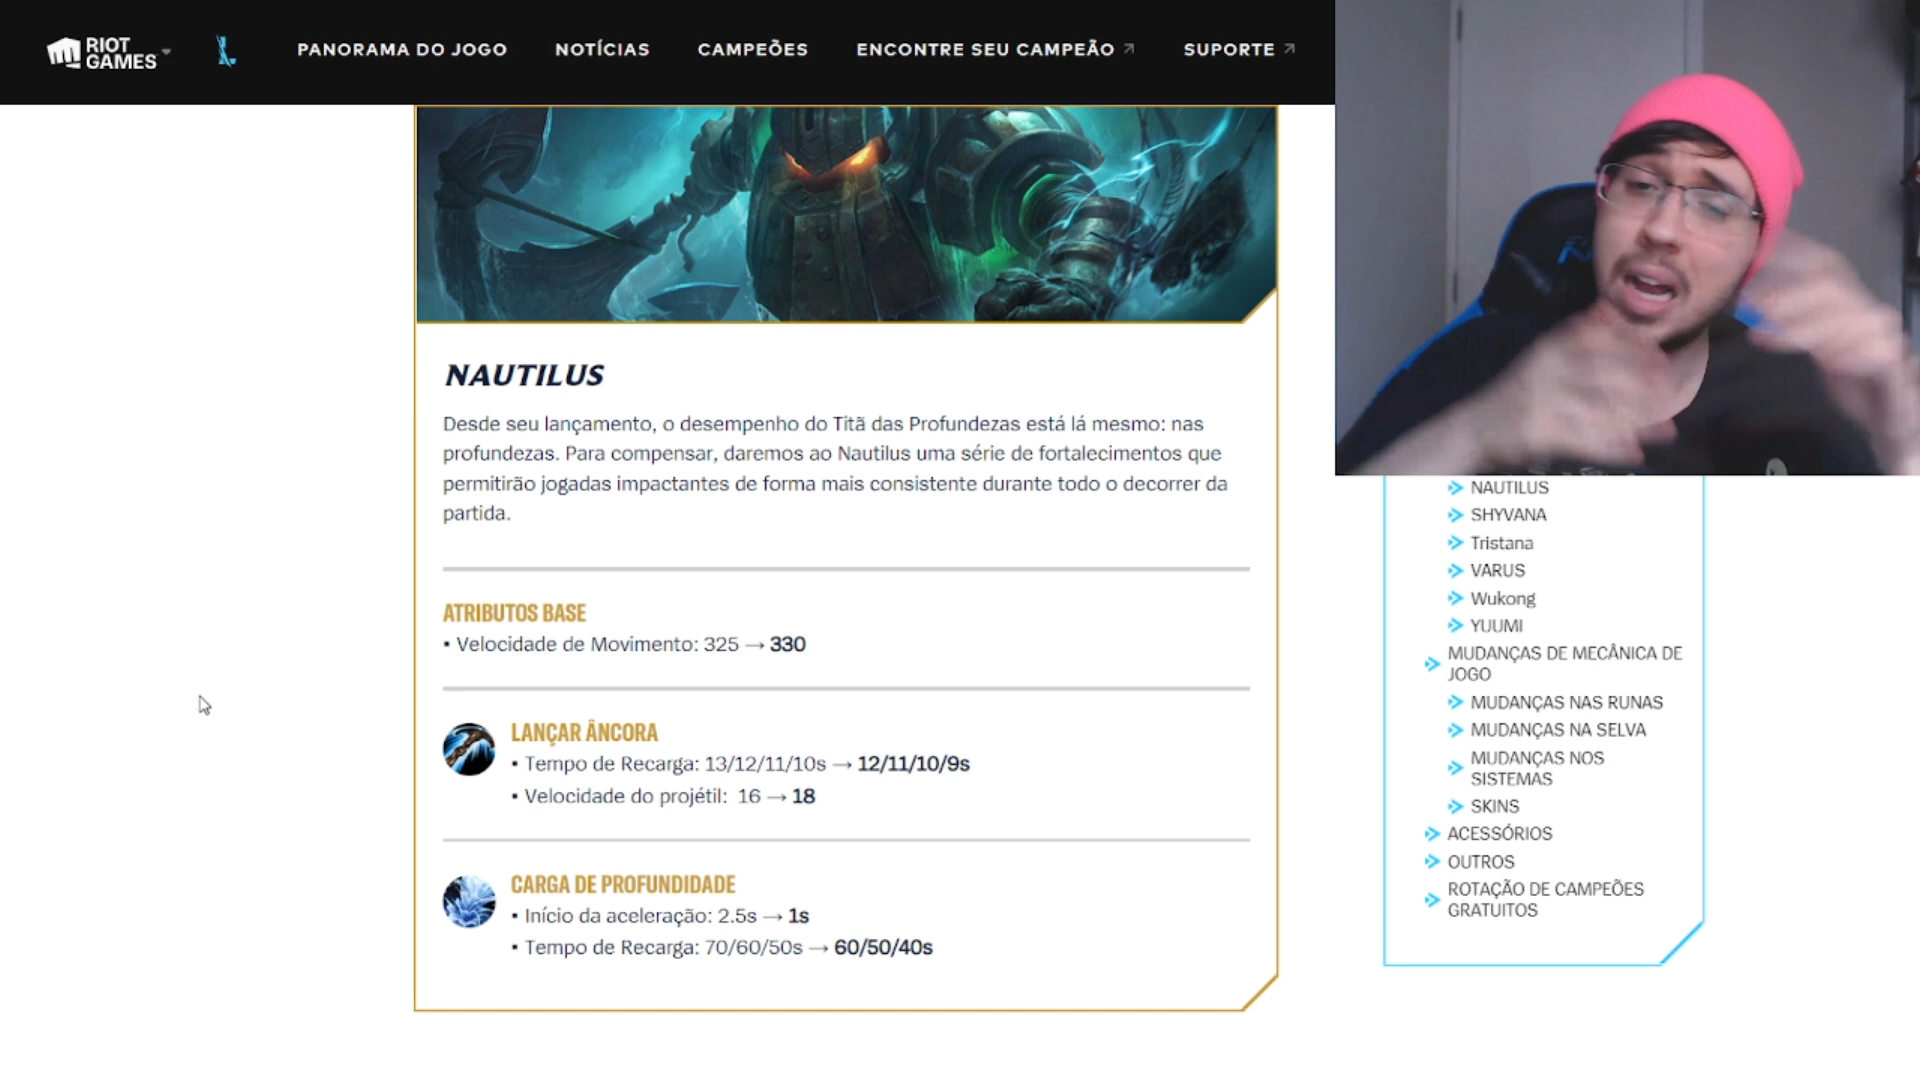 RIOT
GAMES
PANORAMA DO JOGO
NOTÍCIAS
CAMPEÕES
ENCONTRE SEU CAMPEÃO
SUPORTE
NAUTILUS
Desde seu lançamento, o desempenho do Titã das Profundezas está lá mesmo: nas
profundezas. Para compensar, daremos ao Nautilus uma série de fortalecimentos que
permitirão jogadas impactantes de forma mais consistente durante todo o decorrer da
partida.
ATRIBUTOS BASE
• Velocidade de Movimento: 325 → 330
LANÇAR ÂNCORA
• Tempo de Recarga: 13/12/11/10s → 12/11/10/9s
• Velocidade do projétil: 16 → 18
CARGA DE PROFUNDIDADE
• Início da aceleração: 2.5s → 1s
• Tempo de Recarga: 70/60/50s → 60/50/40s
NAUTILUS
SHYVANA
Tristana
VARUS
Wukong
YUUMI
MUDANÇAS DE MECÂNICA DE
JOGO
MUDANÇAS NAS RUNAS
MUDANÇAS NA SELVA
MUDANÇAS NOS
SISTEMAS
SKINS
ACESSÓRIOS
OUTROS
ROTAÇÃO DE CAMPEÕES
GRATUITOS